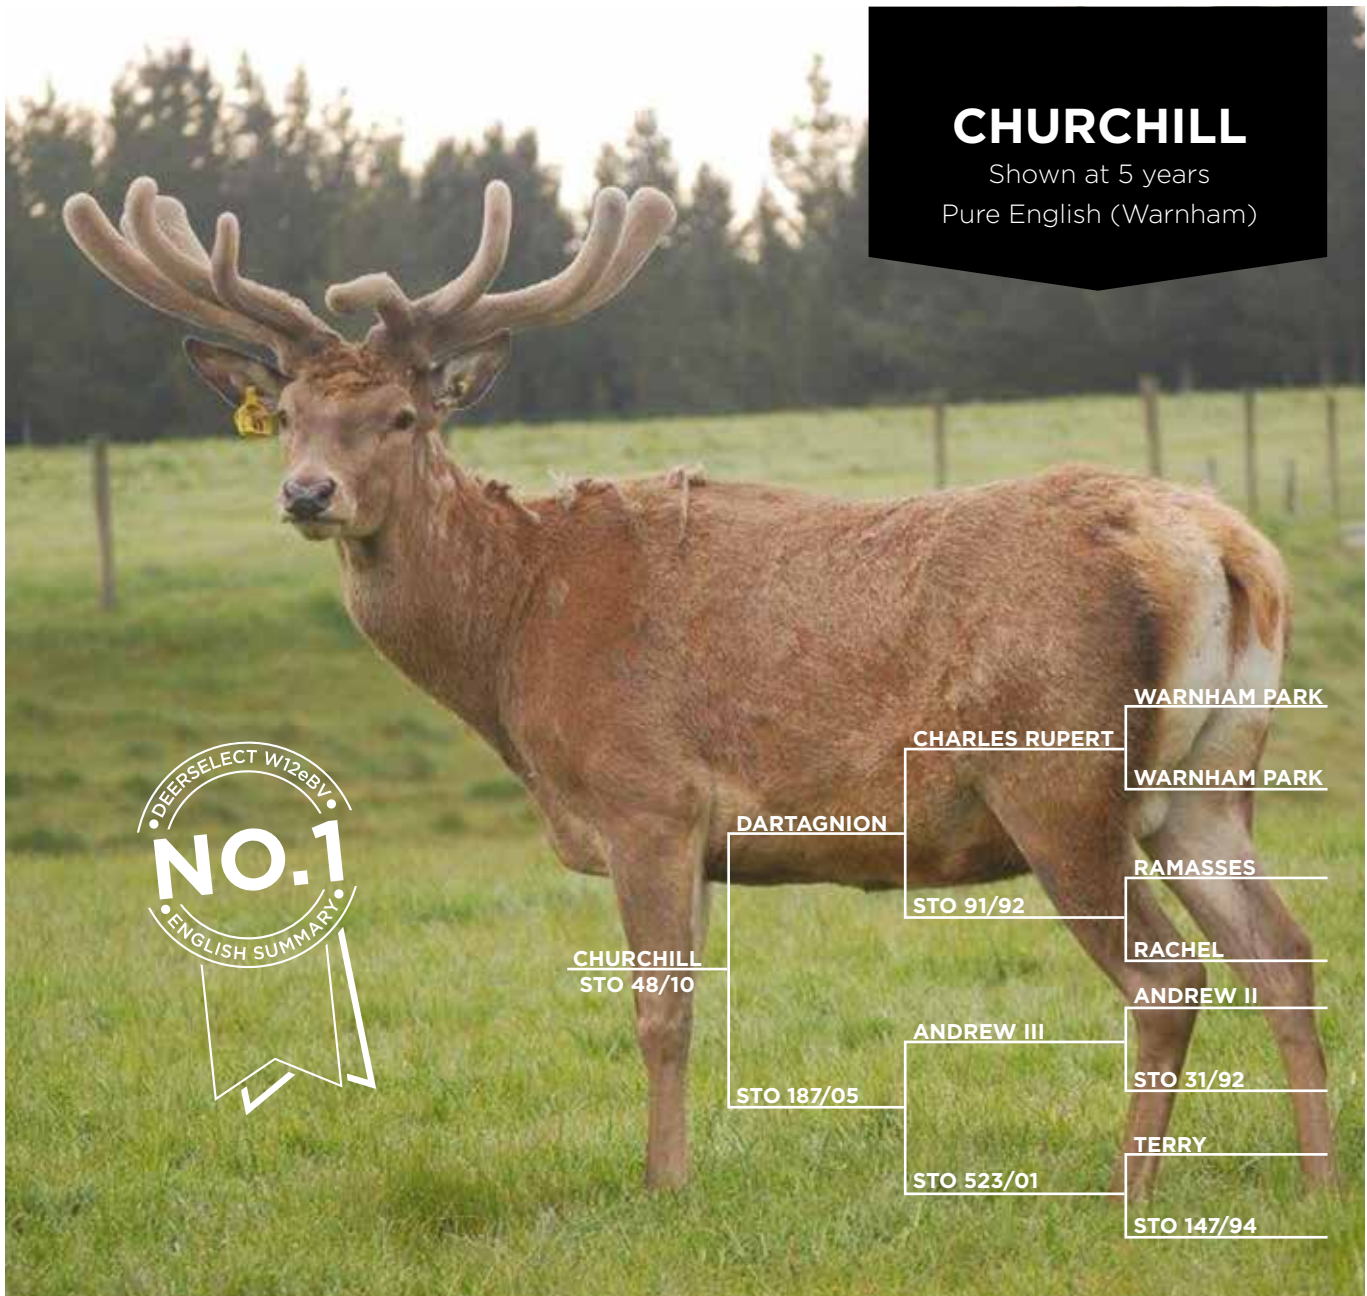 CHURCHILL
Shown at 5 years
Pure English (Warnham)
DEERSELECT W12eBV
NO.1
ENGLISH SUMMARY
CHURCHILL
STO 48/10
DARTAGNION
STO 187/05
CHARLES RUPERT
STO 91/92
ANDREW III
STO 523/01
WARNHAM PARK
WARNHAM PARK
RAMASSES
RACHEL
ANDREW II
STO 31/92
TERRY
STO 147/94